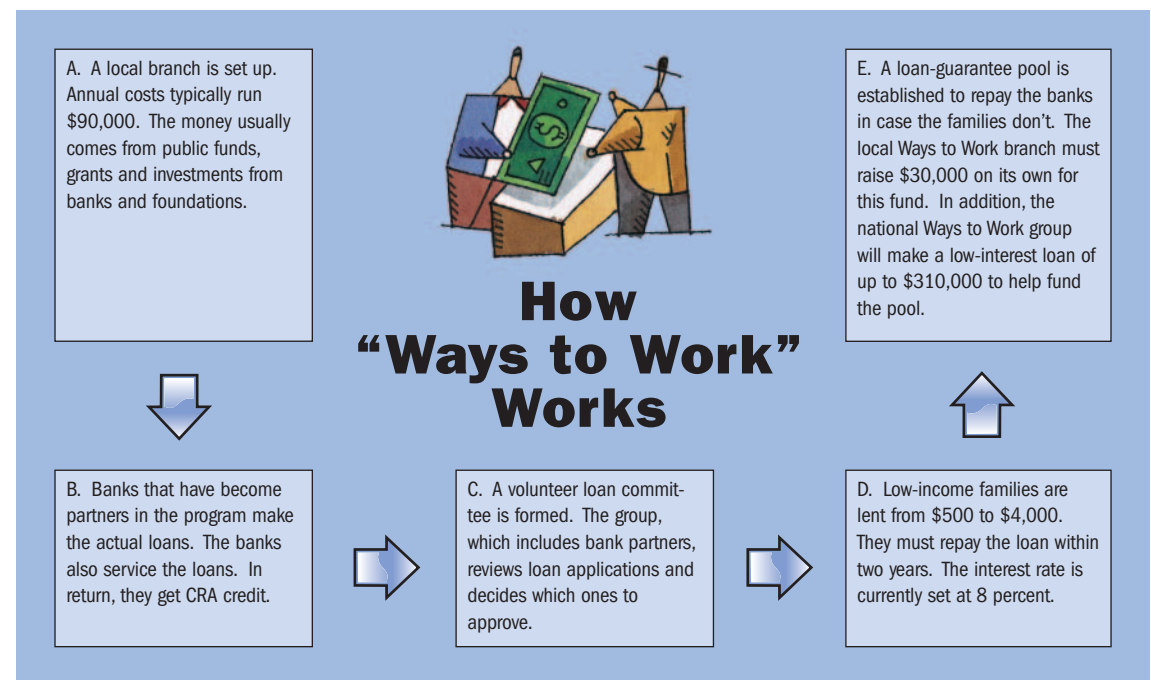 A. A local branch is set up.
Annual costs typically run
$90,000. The money usually
comes from public funds,
grants and investments from
banks and foundations.
How
“Ways to Work”
Works
E. A loan-guarantee pool is
established to repay the banks
in case the families don’t. The
local Ways to Work branch must
raise $30,000 on its own for
this fund. In addition, the
national Ways to Work group
will make a low-interest loan of
up to $310,000 to help fund
the pool.
B. Banks that have become
partners in the program make
the actual loans. The banks
also service the loans. In
return, they get CRA credit.
C. A volunteer loan commit-
tee is formed. The group,
which includes bank partners,
reviews loan applications and
decides which ones to
approve.
D. Low-income families are
lent from $500 to $4,000.
They must repay the loan within
two years. The interest rate is
currently set at 8 percent.